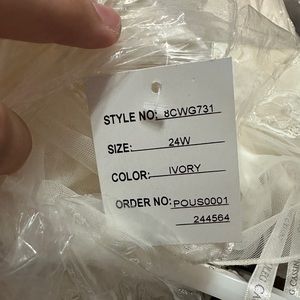 STYLE NO: 8CWG731
SIZE: 24W
COLOR: IVORY
ORDER NO: POUS0001
244564